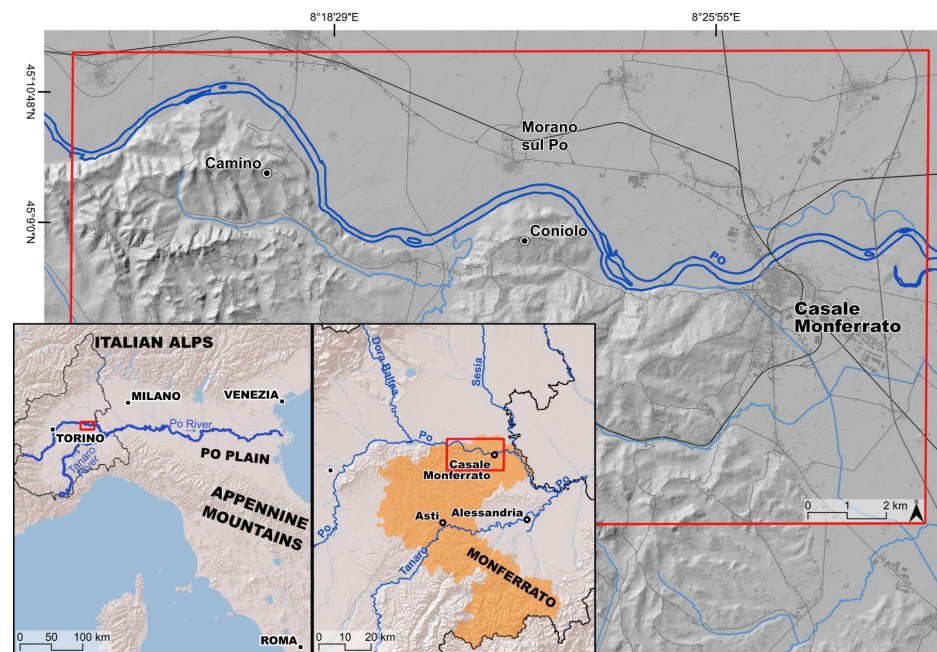 8°18'29"E
8°25'55"E
45°10'48"N
45°9'0"N
Camino
Morano
sul Po
Coniolo
PO
Casale
Monferrato
0 1 2 km
N
ITALIAN ALPS
MILANO
VENEZIA
TORINO
Po River
Tanaro
River
PO PLAIN
APPENNINE
MOUNTAINS
ROMA
0 50 100 km
Dora Baltea
Sesia
Po
Casale
Monferrato
Po
Asti
Alessandria
Po
Tanaro
MONFERRATO
0 10 20 km